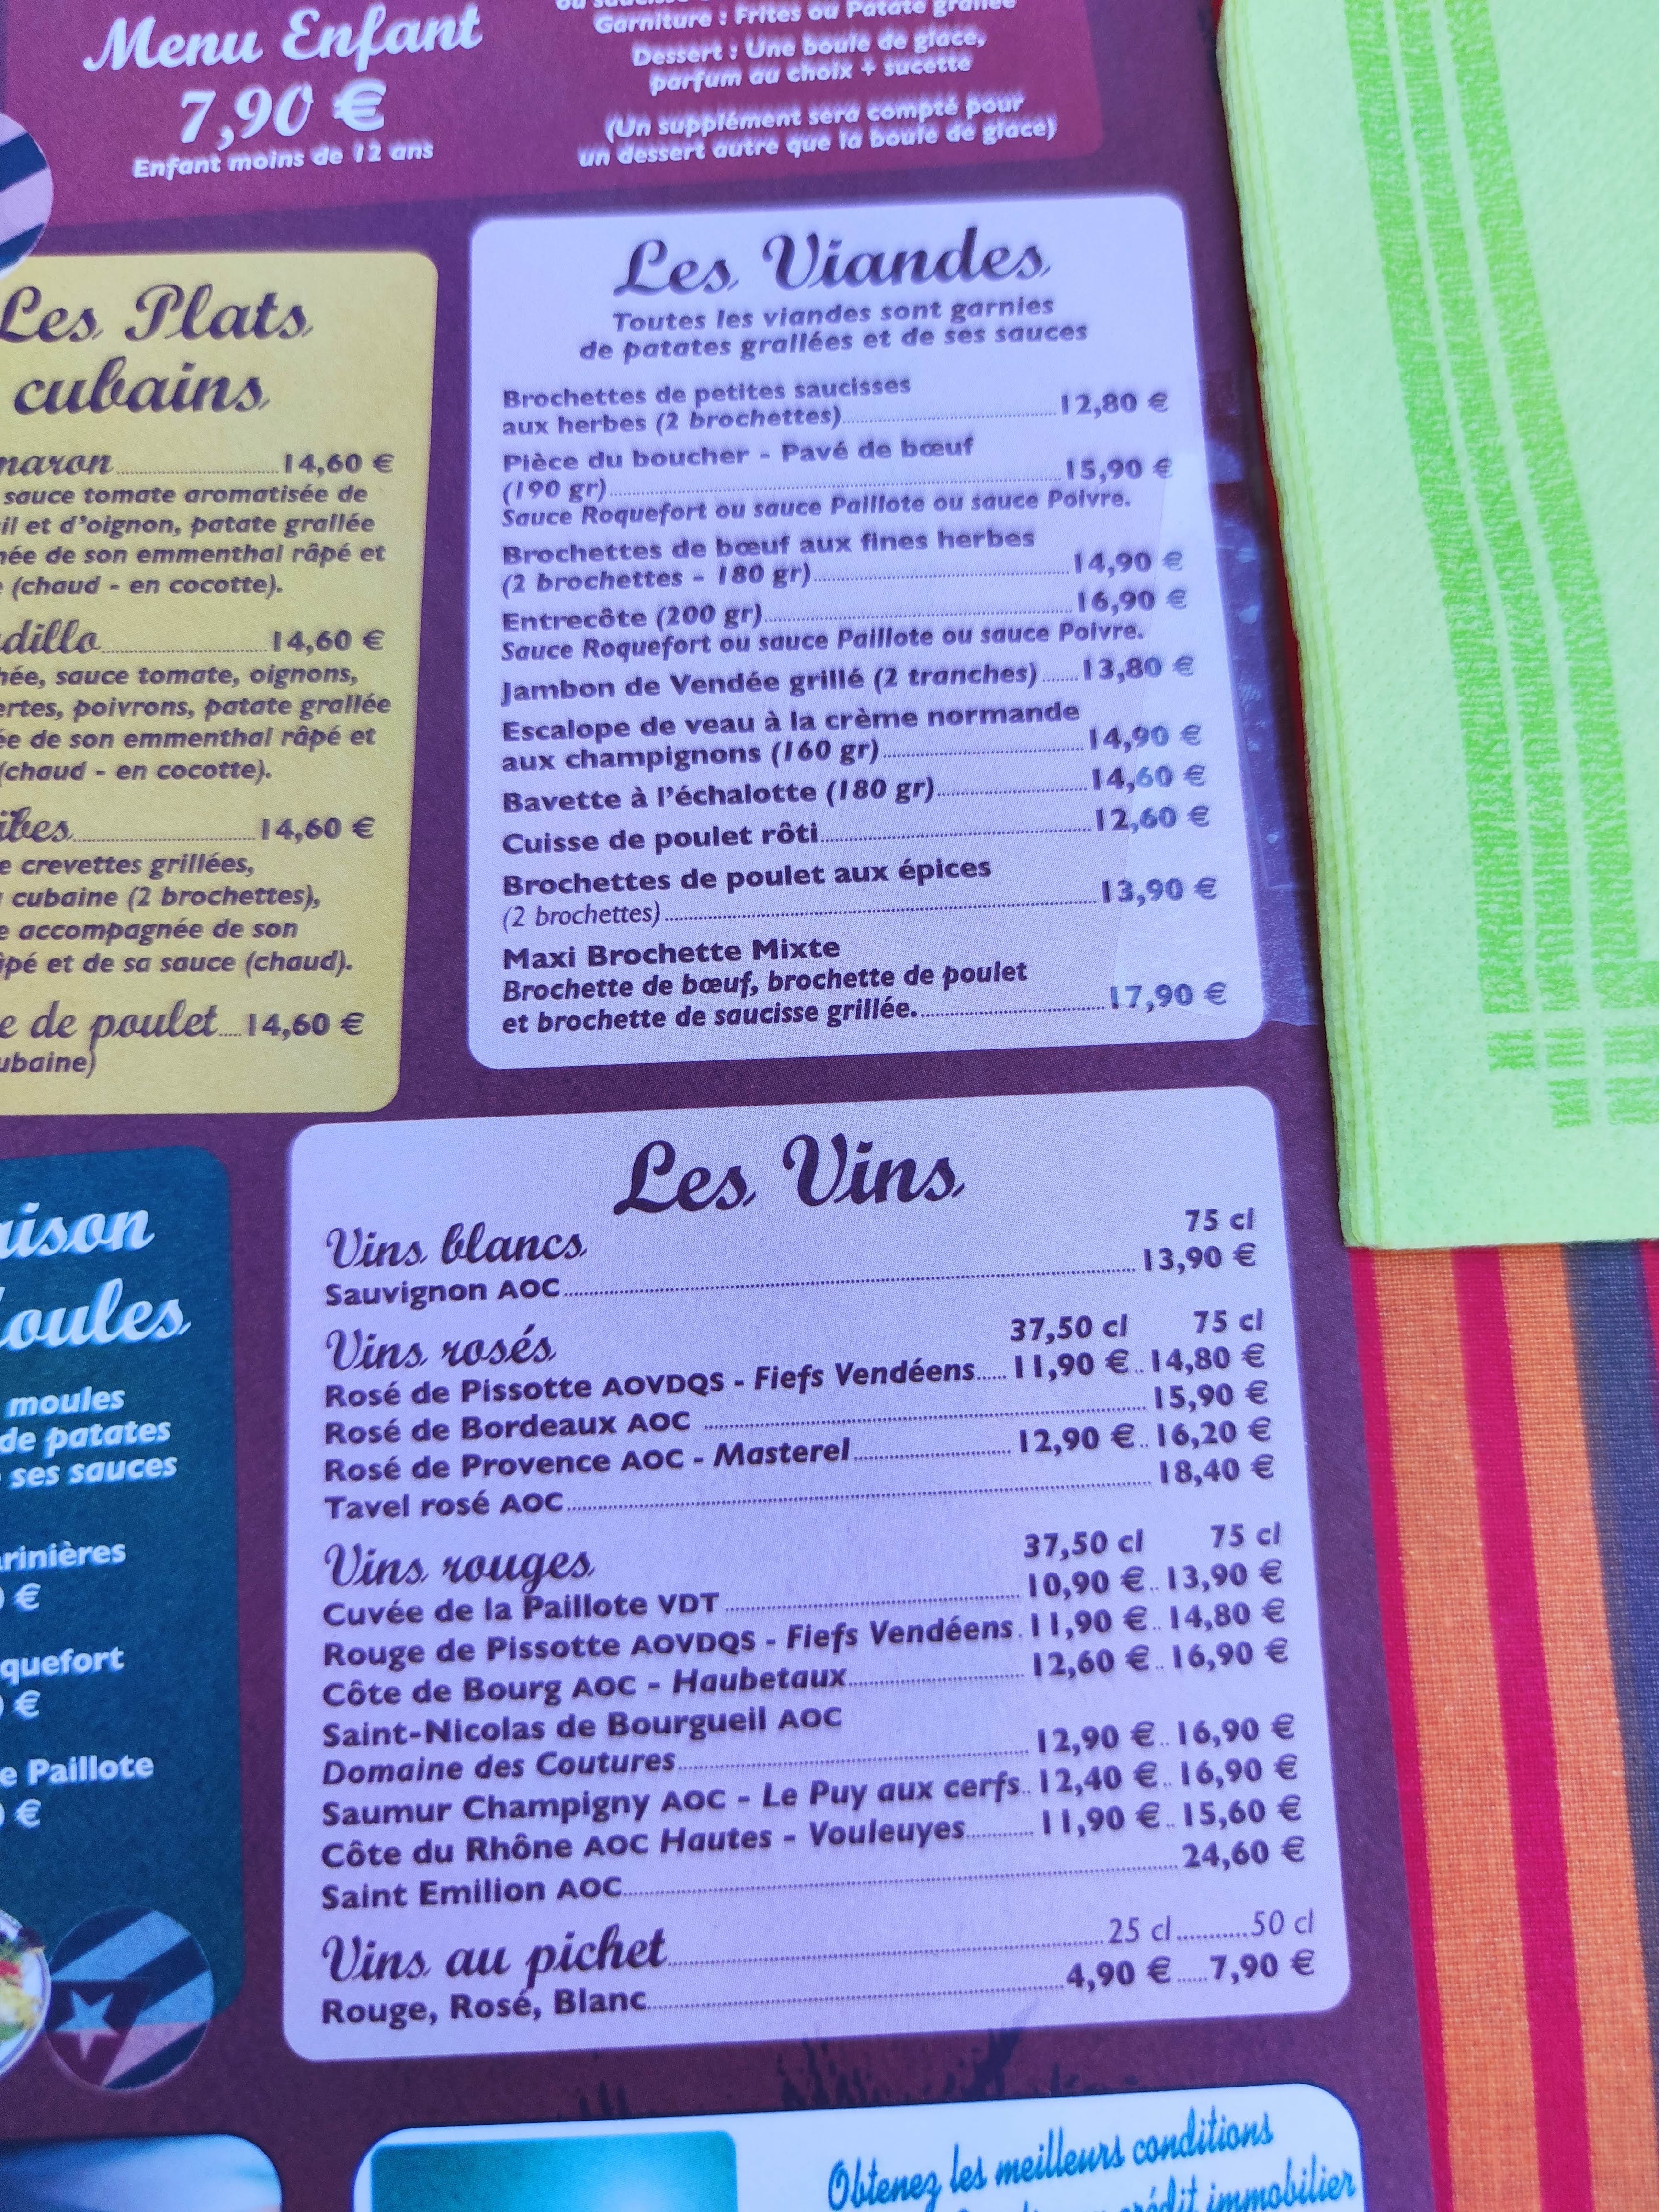 Menu Enfant
7,90 €
Enfant moins de 12 ans
Garniture : Frites ou Patate grallée
Dessert : Une boule de glace,
parfum au choix + sucette
(Un supplément sera compté pour
un dessert autre que la boule de glace)
Les Plats
cubains
14,60 €
sauce tomate aromatisée de
et d'oignon, patate grallée
de son emmenthal râpé et
(chaud - en cocotte).
14,60 €
sauce tomate, oignons,
poivrons, patate grallée
de son emmenthal râpé et
(chaud - en cocotte).
14,60 €
crevettes grillées,
cubaine (2 brochettes),
accompagnée de son
et de sa sauce (chaud).
de poulet 14,60 €
Les Viandes
Toutes les viandes sont garnies
de patates grallées et de ses sauces
Brochettes de petites saucisses
aux herbes (2 brochettes) 12,80 €
Pièce du boucher - Pavé de bœuf
(190 gr) 15,90 €
Sauce Roquefort ou sauce Paillote ou sauce Poivre.
Brochettes de bœuf aux fines herbes
(2 brochettes - 180 gr) 14,90 €
Entrecôte (200 gr) 16,90 €
Sauce Roquefort ou sauce Paillote ou sauce Poivre.
Jambon de Vendée grillé (2 tranches) 13,80 €
Escalope de veau à la crème normande
aux champignons (160 gr) 14,90 €
Bavette à l'échalotte (180 gr) 14,60 €
Cuisse de poulet rôti 12,60 €
Brochettes de poulet aux épices
(2 brochettes) 13,90 €
Maxi Brochette Mixte
Brochette de bœuf, brochette de poulet
et brochette de saucisse grillée. 17,90 €
moules
de patates
ses sauces
€
€
Paillote
€
Les Vins
Vins blancs 75 cl
Sauvignon AOC 13,90 €
Vins rosés 37,50 cl 75 cl
Rosé de Pissotte AOVDQS - Fiefs Vendéens 11,90 € 14,80 €
Rosé de Bordeaux AOC 15,90 €
Rosé de Provence AOC - Masterel 12,90 € 16,20 €
Tavel rosé AOC 18,40 €
Vins rouges 37,50 cl 75 cl
Cuvée de la Paillote VDT 10,90 € 13,90 €
Rouge de Pissotte AOVDQS - Fiefs Vendéens 11,90 € 14,80 €
Côte de Bourg AOC - Haubetaux 12,60 € 16,90 €
Saint-Nicolas de Bourgueil AOC
Domaine des Coutures 12,90 € 16,90 €
Saumur Champigny AOC - Le Puy aux cerfs 12,40 € 16,90 €
Côte du Rhône AOC Hautes - Vouleuyes 11,90 € 15,60 €
Saint Emilion AOC 24,60 €
Vins au pichet 25 cl 50 cl
Rouge, Rosé, Blanc 4,90 € 7,90 €
Obtenez les meilleurs conditions
crédit immobilier